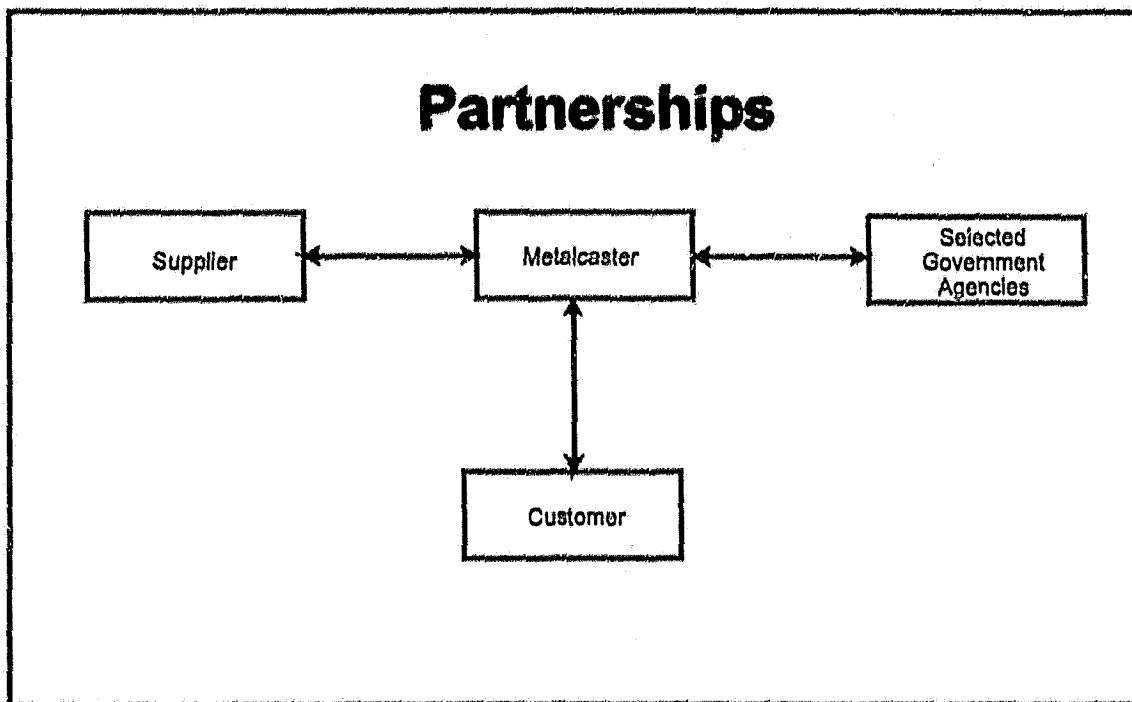 Partnerships
Supplier
Metalcaster
Selected
Government
Agencies
Customer